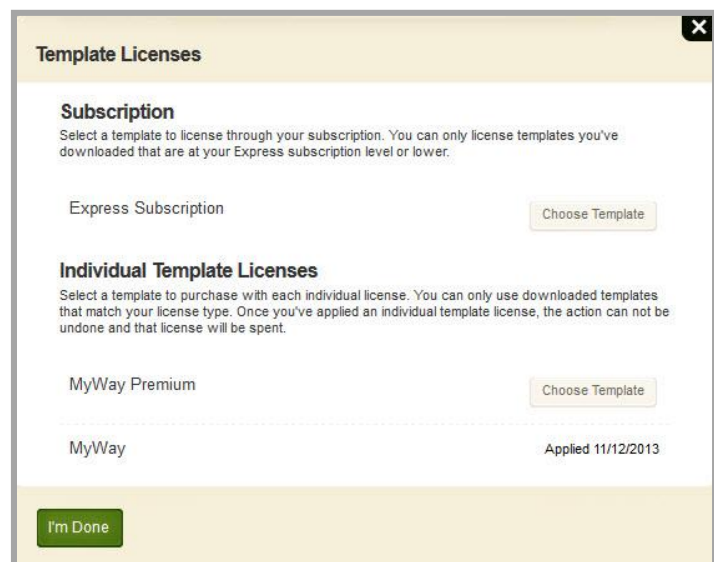 Template Licenses
Subscription
Select a template to license through your subscription. You can only license templates you've
downloaded that are at your Express subscription level or lower.
Express Subscription
Choose Template
Individual Template Licenses
Select a template to purchase with each individual license. You can only use downloaded templates
that match your license type. Once you've applied an individual template license, the action can not be
undone and that license will be spent.
MyWay Premium
Choose Template
MyWay
Applied 11/12/2013
I'm Done